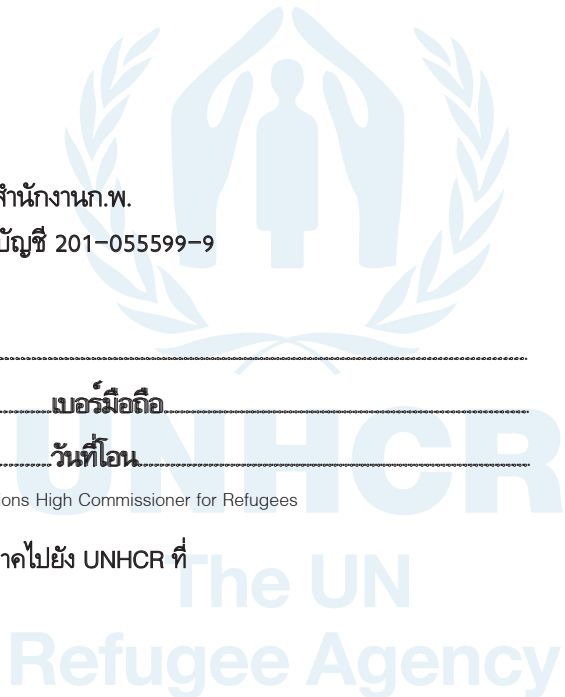 สำนักงานก.พ.
บัญชี 201-055599-9
เบอร์มือถือ
วันที่โอน
ions High Commissioner for Refugees
าคไปยัง UNHCR ที่
UNHCR
The UN
Refugee Agency